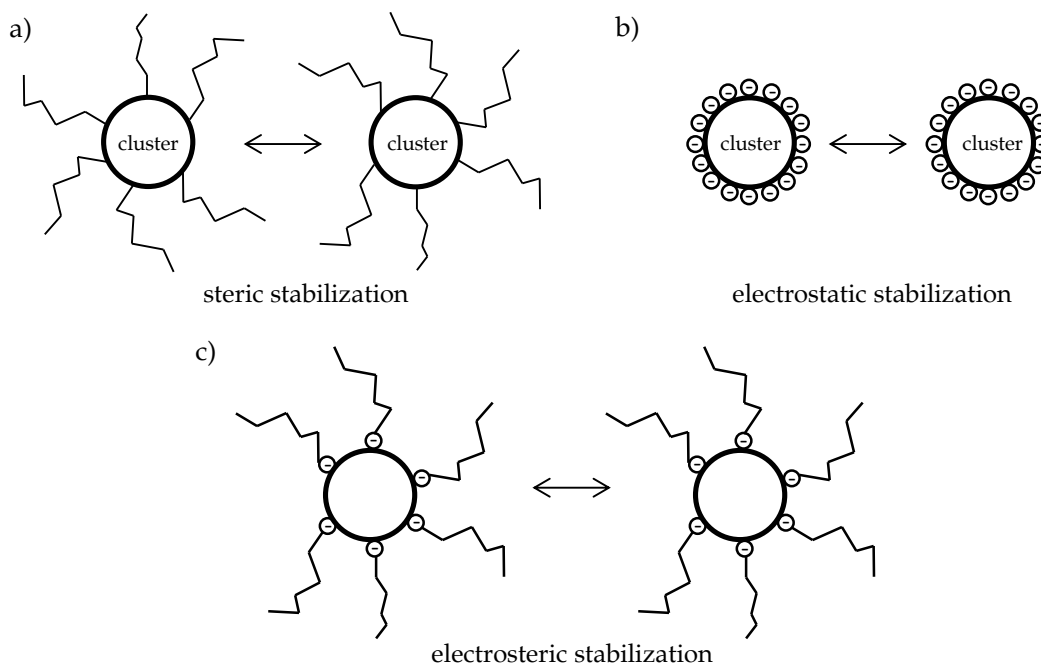 a)
b)
cluster
cluster
cluster
cluster
steric stabilization
electrostatic stabilization
c)
electrosteric stabilization